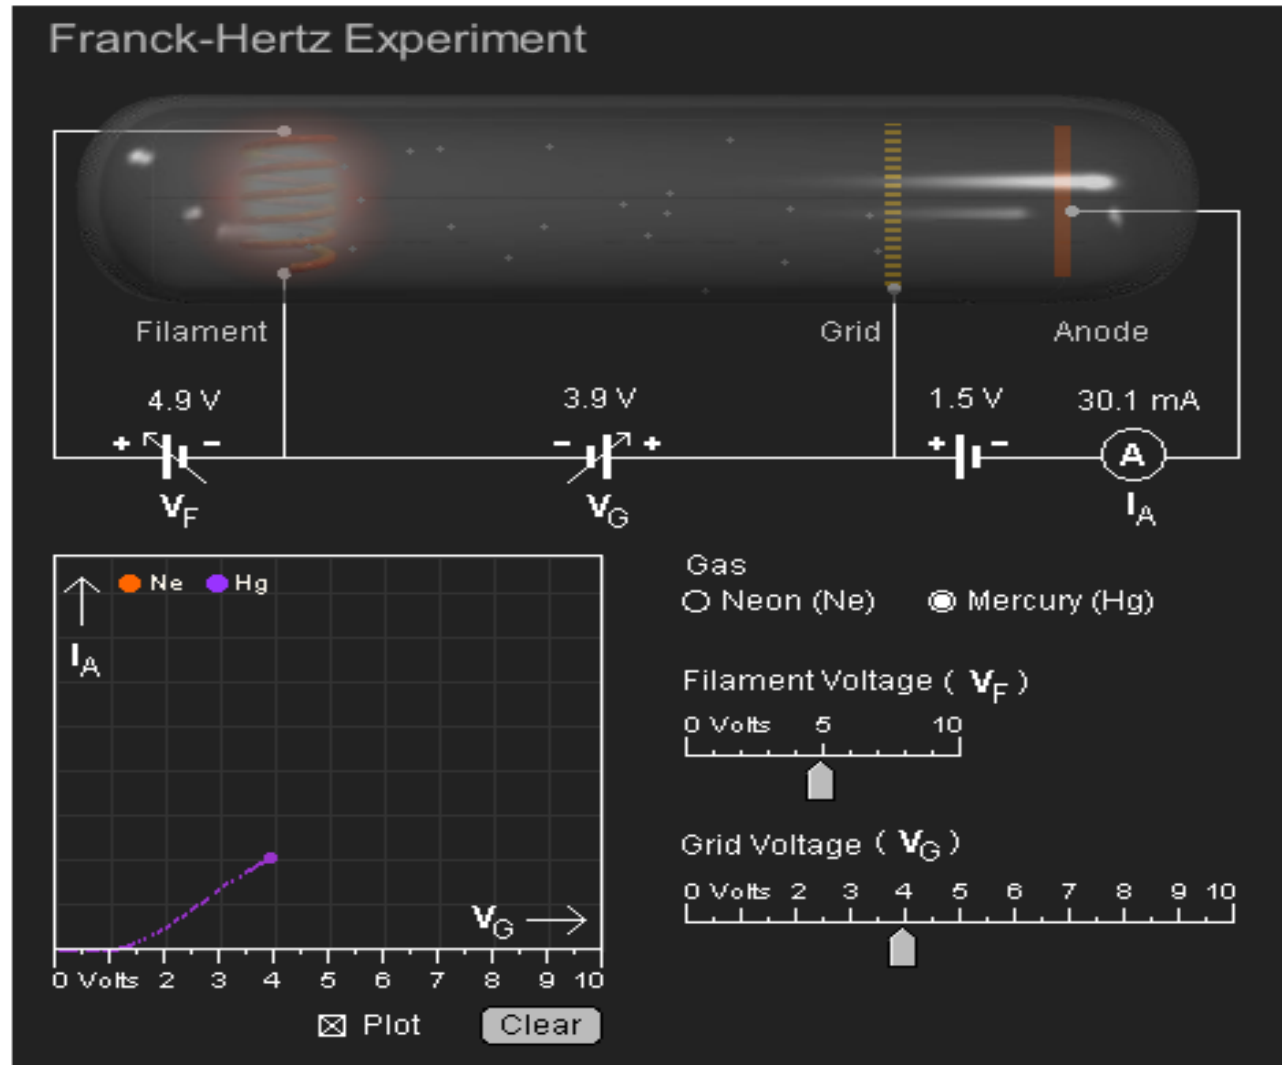 Franck-Hertz Experiment
Filament
Grid
Anode
4.9 V
3.9 V
1.5 V
30.1 mA
+ −
− +
+ −
A
VF
VG
IA
Ne Hg
IA
VG
0 Volts 2 3 4 5 6 7 8 9 10
Plot
Clear
Gas
Neon (Ne) Mercury (Hg)
Filament Voltage ( VF )
0 Volts 5 10
Grid Voltage ( VG )
0 Volts 2 3 4 5 6 7 8 9 10